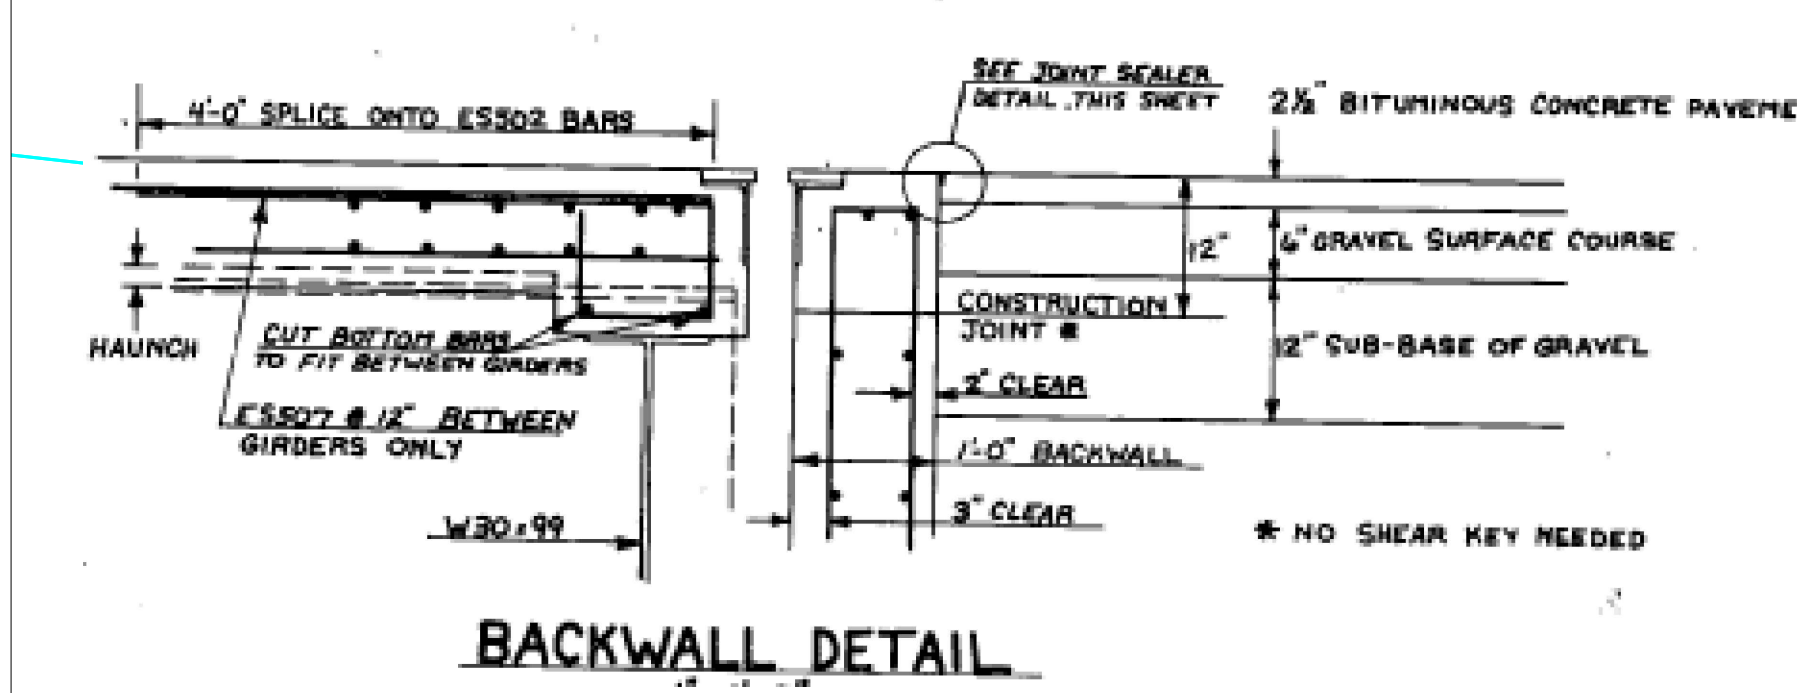 SEE JOINT SEALER
DETAIL THIS SHEET
2½" BITUMINOUS CONCRETE PAVEME
4'-0" SPLICE ONTO ES502 BARS
12"
6" GRAVEL SURFACE COURSE
CONSTRUCTION
JOINT *
HAUNCH
CUT BOTTOM BARS
TO FIT BETWEEN GIRDERS
12" SUB-BASE OF GRAVEL
2" CLEAR
ES507 @ 12" BETWEEN
GIRDERS ONLY
1'-0" BACKWALL
3" CLEAR
W30x99
* NO SHEAR KEY NEEDED
BACKWALL DETAIL